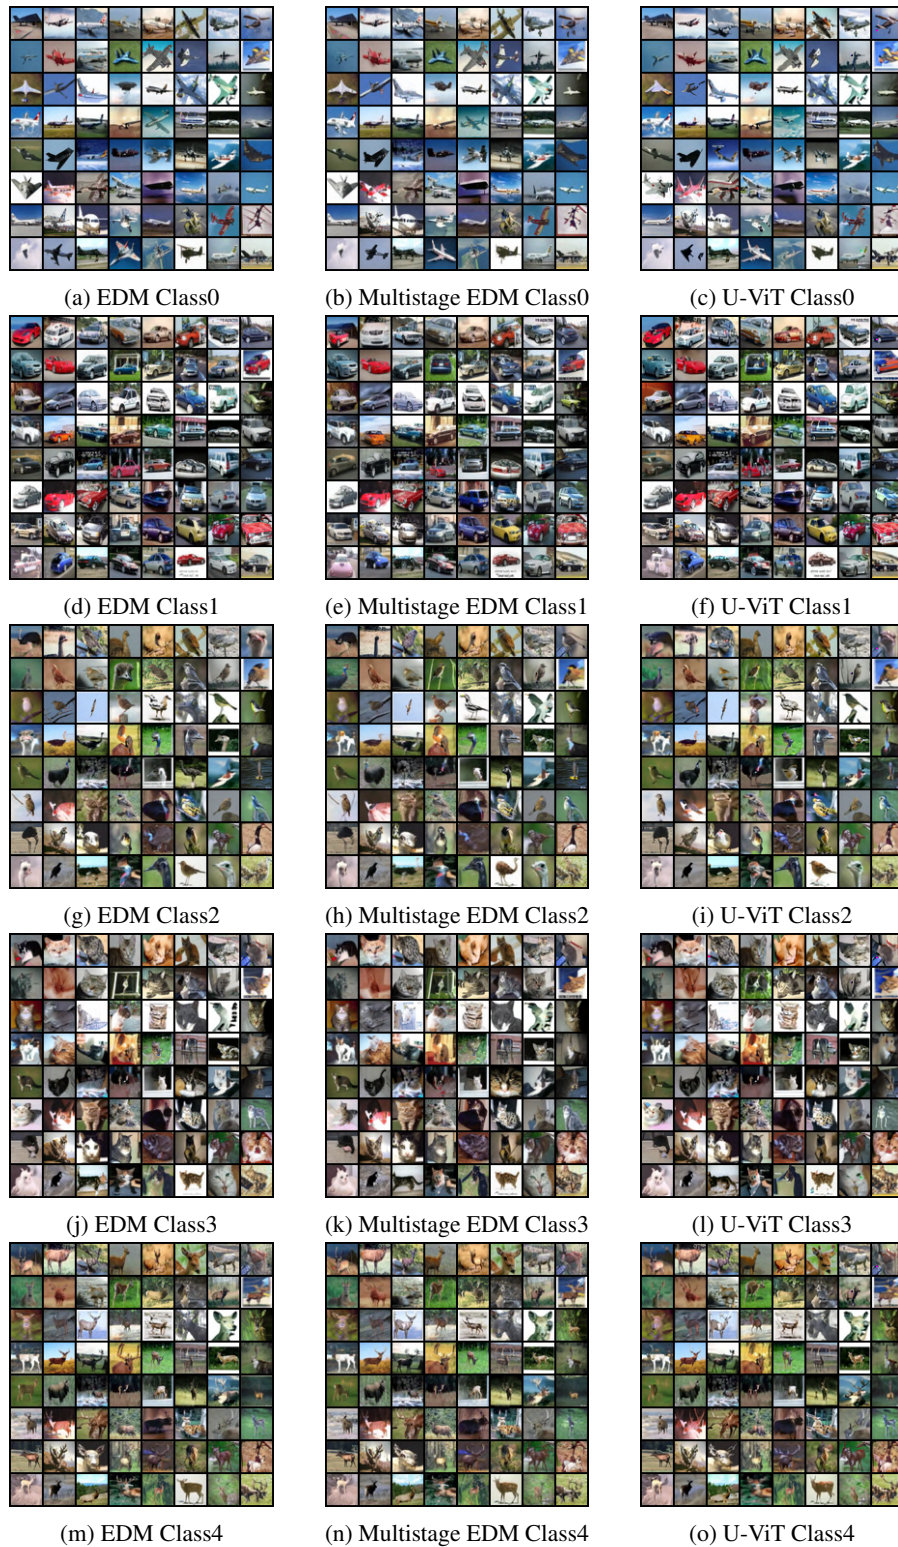 (a) EDM Class0
(b) Multistage EDM Class0
(c) U-ViT Class0
(d) EDM Class1
(e) Multistage EDM Class1
(f) U-ViT Class1
(g) EDM Class2
(h) Multistage EDM Class2
(i) U-ViT Class2
(j) EDM Class3
(k) Multistage EDM Class3
(l) U-ViT Class3
(m) EDM Class4
(n) Multistage EDM Class4
(o) U-ViT Class4